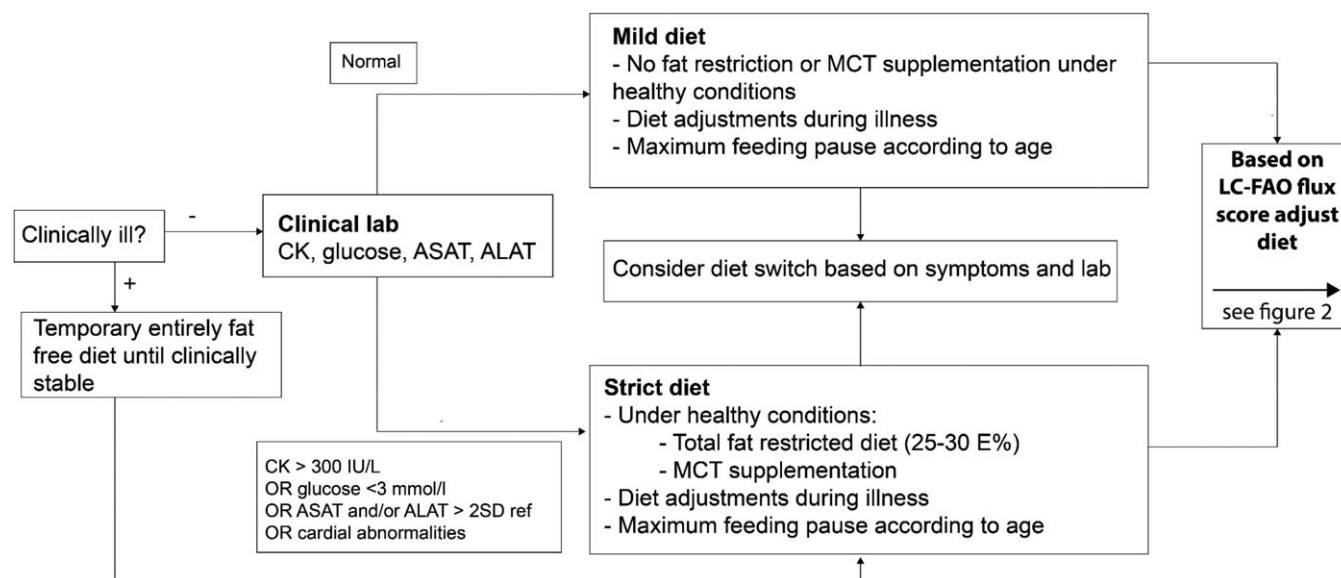 Clinically ill?
-
+
Temporary entirely fat
free diet until clinically
stable
Normal
Clinical lab
CK, glucose, ASAT, ALAT
CK > 300 IU/L
OR glucose <3 mmol/l
OR ASAT and/or ALAT > 2SD ref
OR cardial abnormalities
Mild diet
- No fat restriction or MCT supplementation under
healthy conditions
- Diet adjustments during illness
- Maximum feeding pause according to age
Consider diet switch based on symptoms and lab
Strict diet
- Under healthy conditions:
- Total fat restricted diet (25-30 E%)
- MCT supplementation
- Diet adjustments during illness
- Maximum feeding pause according to age
Based on
LC-FAO flux
score adjust
diet
see figure 2